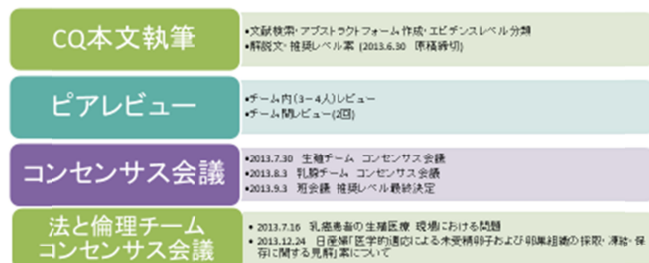 CQ本文執筆
•文献検索・アブストラクトフォーム作成・エビデンスレベル分類
•解説文・推奨レベル案 (2013.6.30 原稿締切)
ピアレビュー
•チーム内(3−4人)レビュー
•チーム間レビュー(2回)
コンセンサス会議
•2013.7.30 生殖チーム コンセンサス会議
•2013.8.3 乳腺チーム コンセンサス会議
•2013.9.3 班会議 推奨レベル最終決定
法と倫理チーム
コンセンサス会議
• 2013.7.16 乳癌患者の生殖医療 現場における問題
• 2013.12.24 日産婦「医学的適応による未受精卵子および卵巣組織の採取・凍結・保
存に関する見解」案について